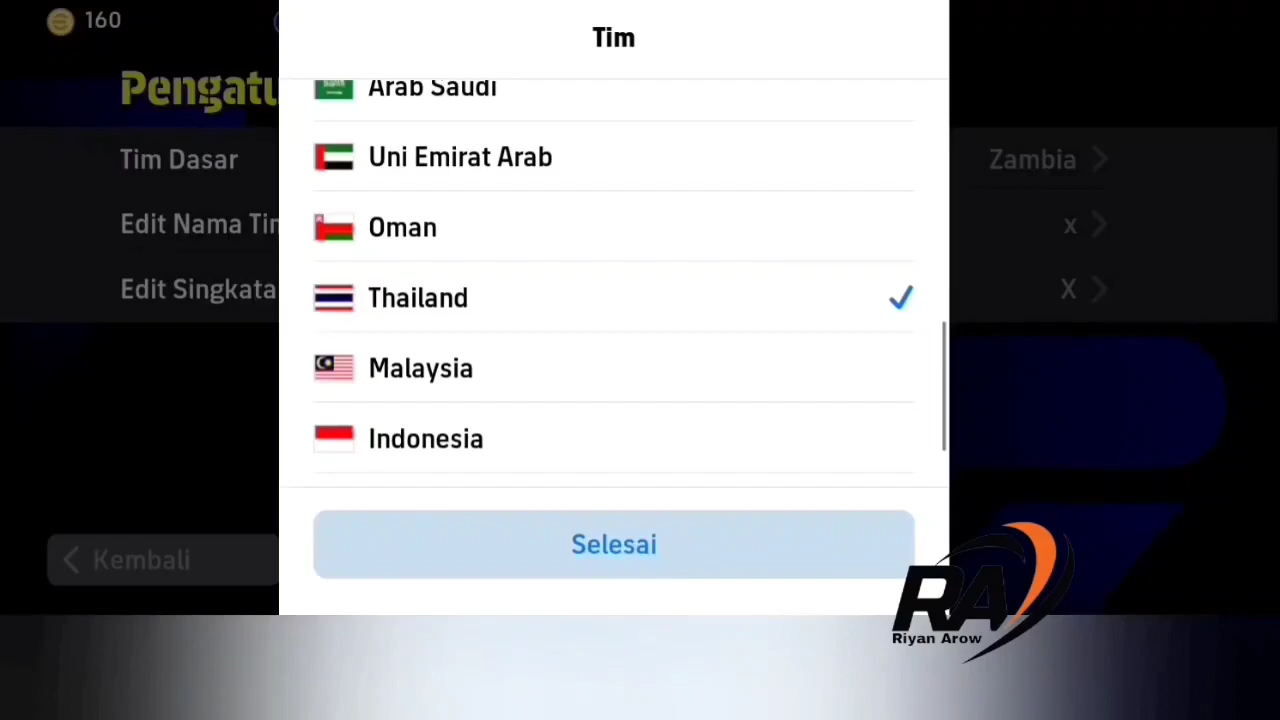 160
Tim
Pengatu
Arab Saudi
Tim Dasar
Uni Emirat Arab
Zambia
Edit Nama Tim
Oman
x
Edit Singkata
Thailand
X
Malaysia
Indonesia
Selesai
Kembali
RA
Riyan Arow